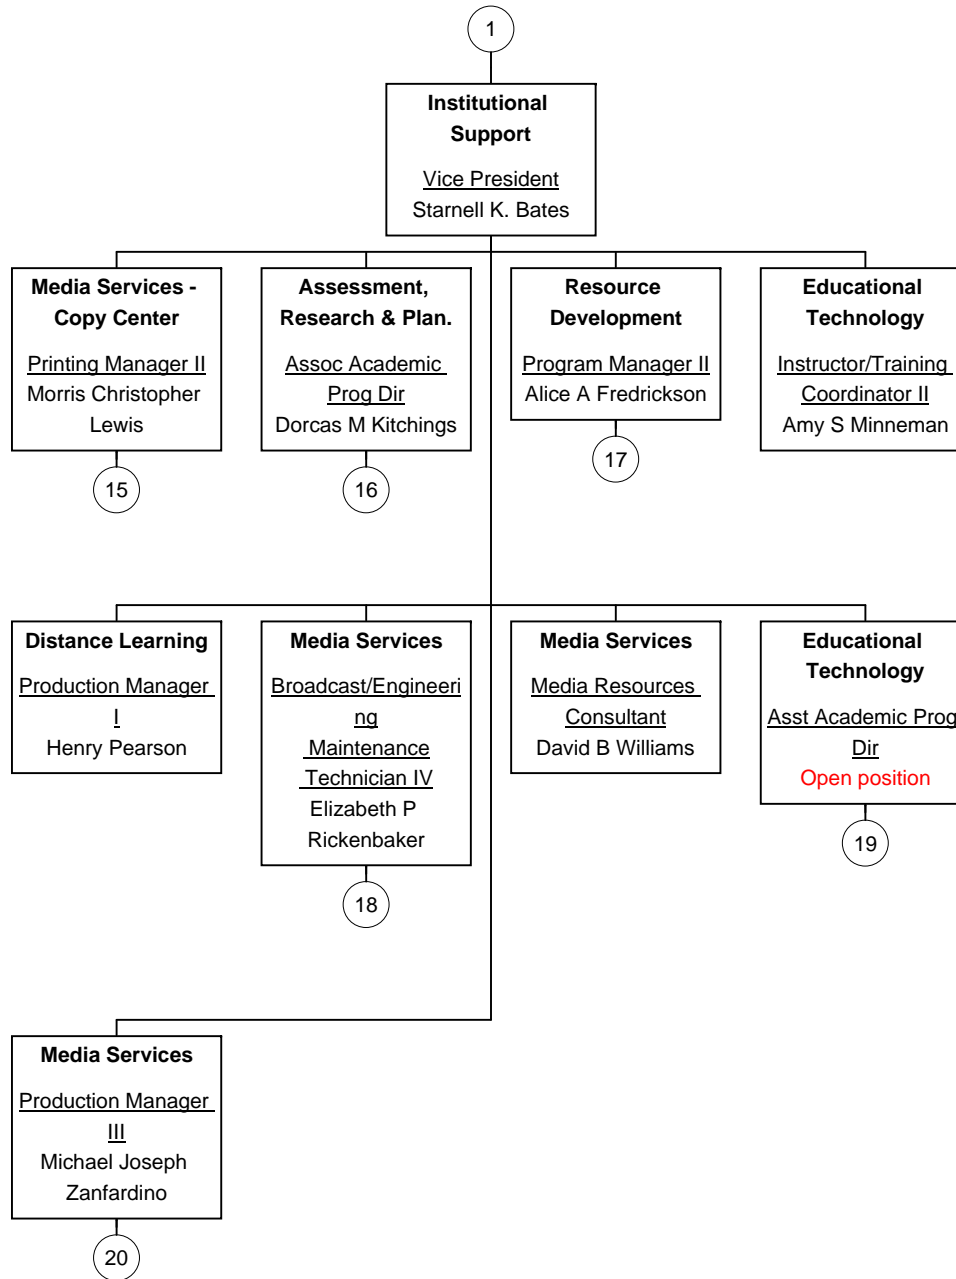 1
Institutional
Support
Vice President
Starnell K. Bates
Media Services -
Copy Center
Printing Manager II
Morris Christopher
Lewis
15
Assessment,
Research & Plan.
Assoc Academic
Prog Dir
Dorcas M Kitchings
16
Resource
Development
Program Manager II
Alice A Fredrickson
17
Educational
Technology
Instructor/Training
Coordinator II
Amy S Minneman
Distance Learning
Production Manager
I
Henry Pearson
Media Services
Broadcast/Engineeri
ng
Maintenance
Technician IV
Elizabeth P
Rickenbaker
18
Media Services
Media Resources
Consultant
David B Williams
Educational
Technology
Asst Academic Prog
Dir
Open position
19
Media Services
Production Manager
III
Michael Joseph
Zanfardino
20